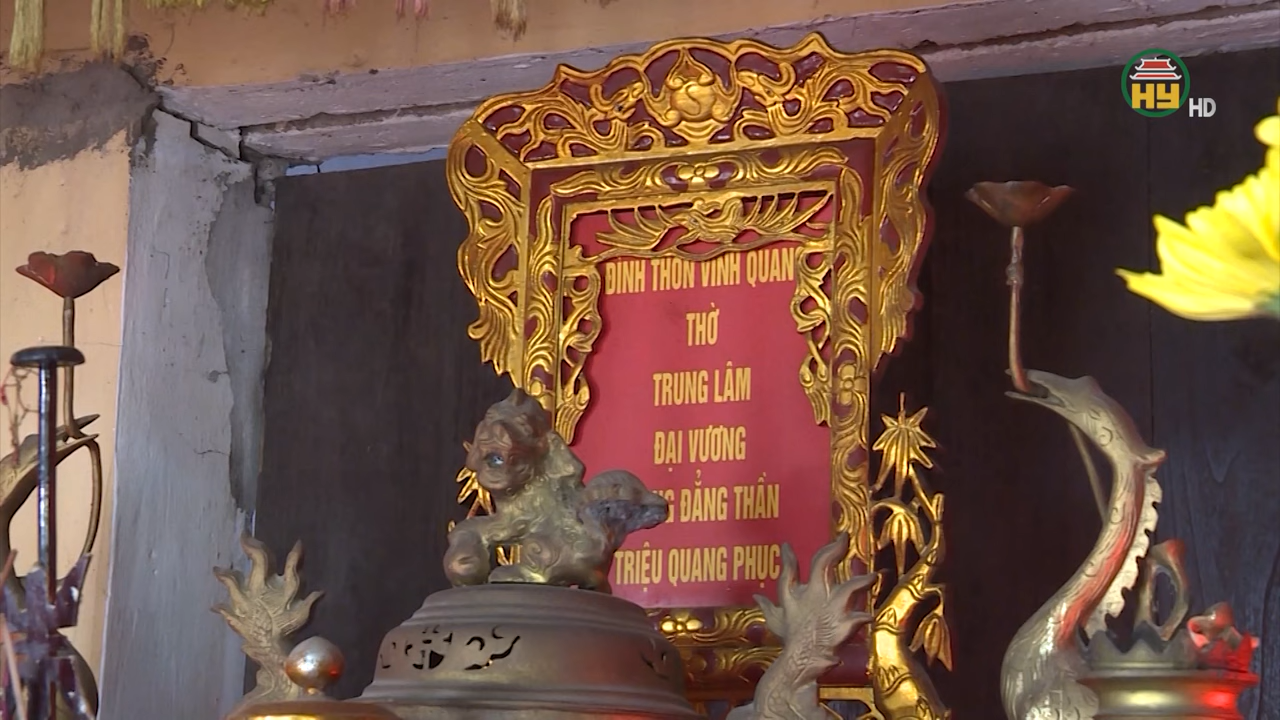 HY HD
ĐÌNH THÔN VĨNH QUANG
THỜ
TRUNG LÂM
ĐẠI VƯƠNG
ĐẲNG THẦN
TRIỆU QUANG PHỤC